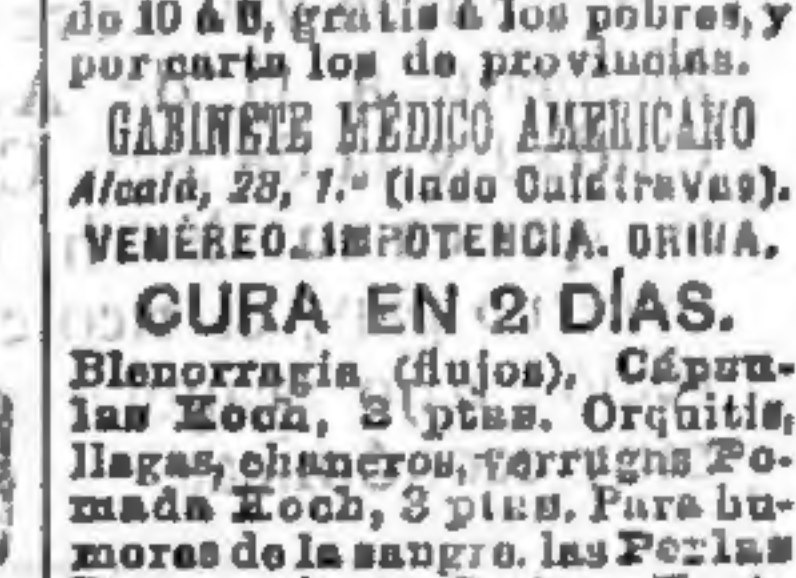 de 10 á 8, gratis á los pobres, y
por carta los de provincias.
GABINETE MÉDICO AMERICANO
Alcalá, 28, 1.º (lado Calatravas).
VENÉREO. IMPOTENCIA. ORINA.
CURA EN 2 DÍAS.
Blenorragia (flujos), Cápsu-
las Koch, 3 ptas. Orquitis,
llagas, chancros, verrugas Po-
mada Koch, 3 ptas. Para hu-
mores de la sangre, las Perlas